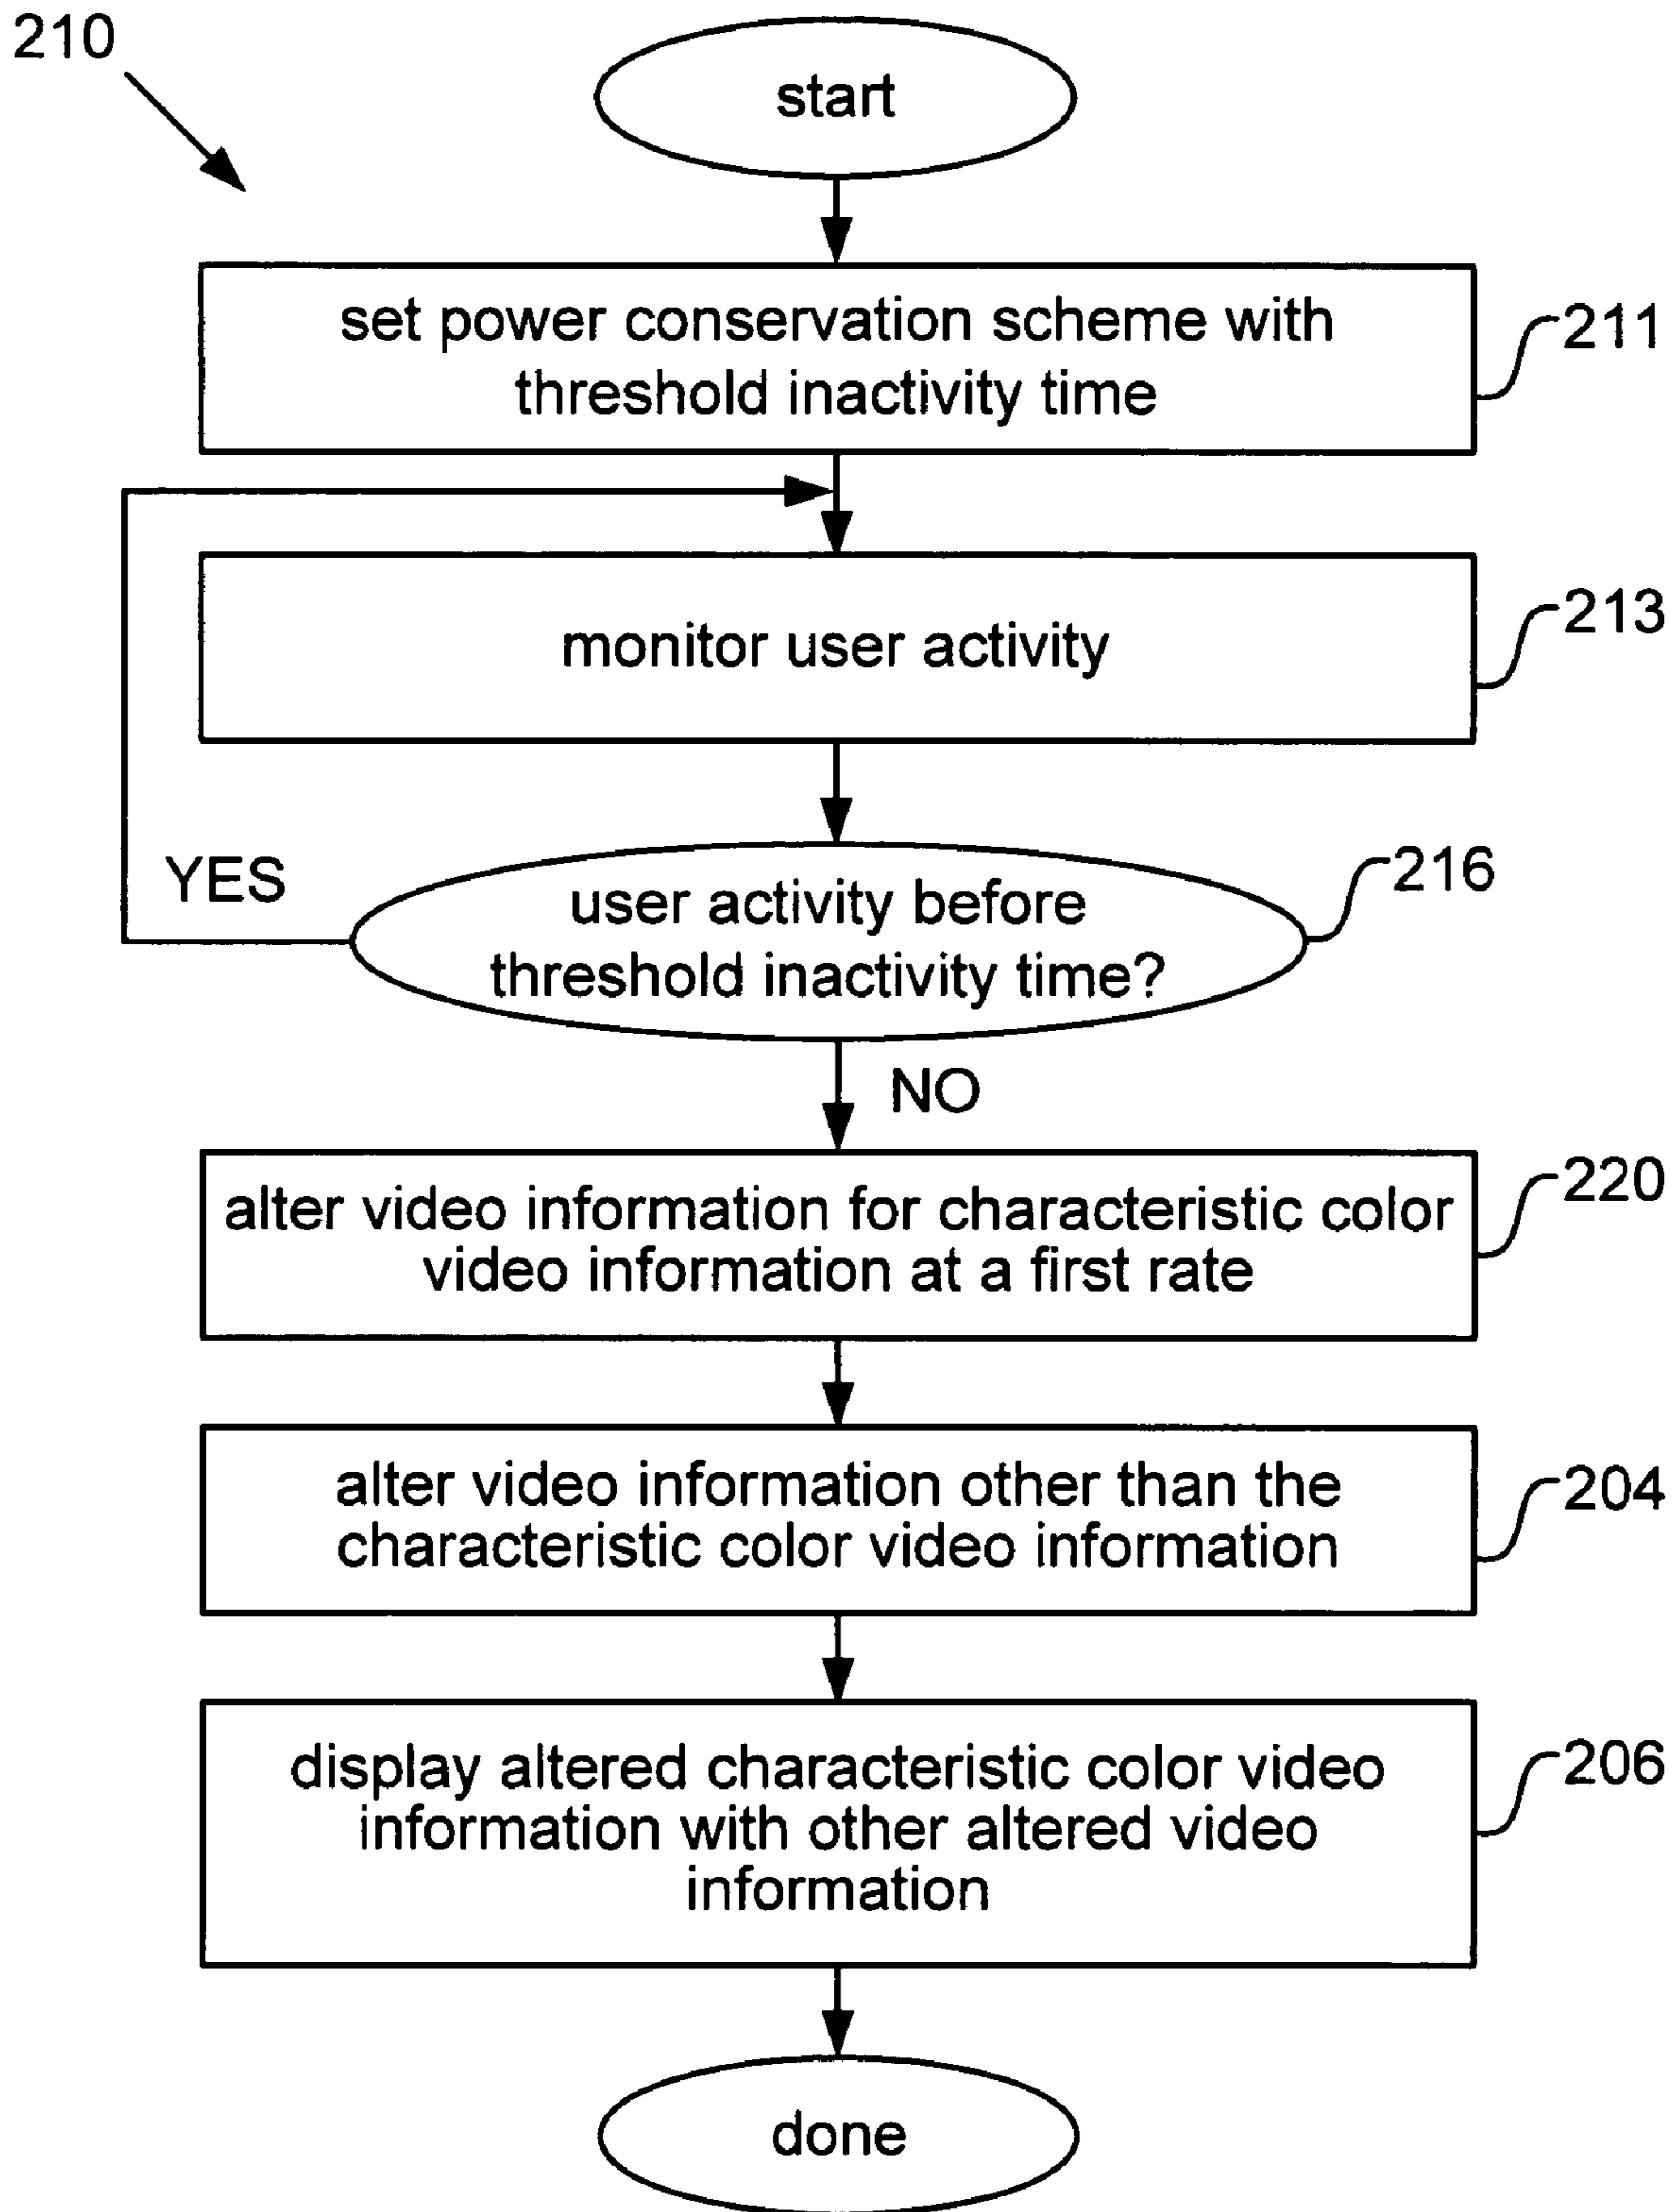 210
start
set power conservation scheme with
threshold inactivity time
211
monitor user activity
213
YES
user activity before
threshold inactivity time?
216
NO
alter video information for characteristic color
video information at a first rate
220
alter video information other than the
characteristic color video information
204
display altered characteristic color video
information with other altered video
information
206
done